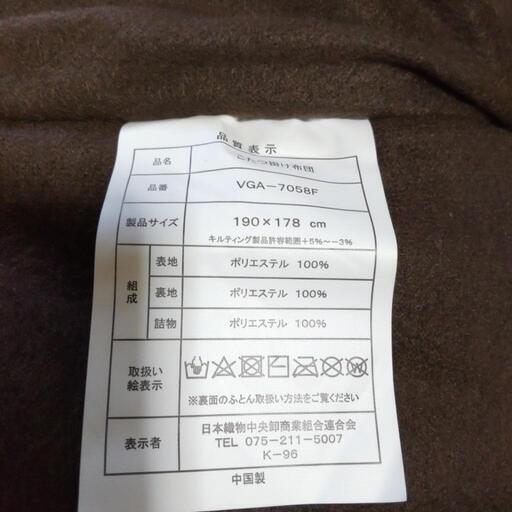 品質表示
品名 こたつ掛け布団
品番 VGA-7058F
製品サイズ 190×178 cm
キルティング製品許容範囲+5%~-3%
組成
表地 ポリエステル 100%
裏地 ポリエステル 100%
詰物 ポリエステル 100%
取扱い
絵表示
※裏面のふとん取扱い方法をご覧ください
表示者
日本織物中央卸商業組合連合会
TEL 075-211-5007
K-96
中国製